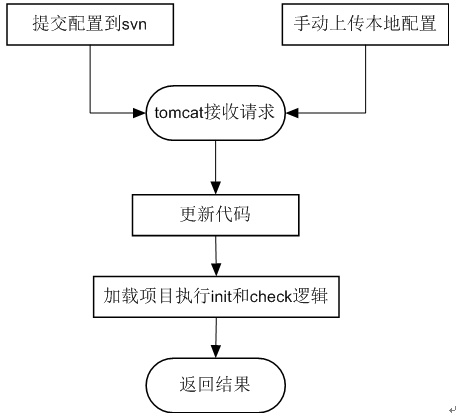 提交配置到svn
手动上传本地配置
tomcat接收请求
更新代码
加载项目执行init和check逻辑
返回结果